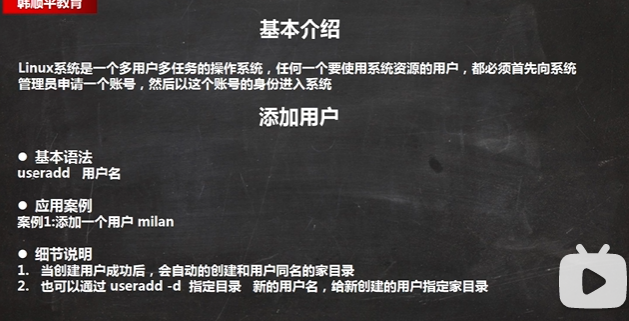 韩顺平教育
基本介绍
Linux系统是一个多用户多任务的操作系统，任何一个要使用系统资源的用户，都必须首先向系统
管理员申请一个账号，然后以这个账号的身份进入系统
添加用户
● 基本语法
useradd 用户名
● 应用案例
案例1:添加一个用户 milan
● 细节说明
1. 当创建用户成功后，会自动的创建和用户同名的家目录
2. 也可以通过 useradd -d 指定目录 新的用户名，给新创建的用户指定家目录